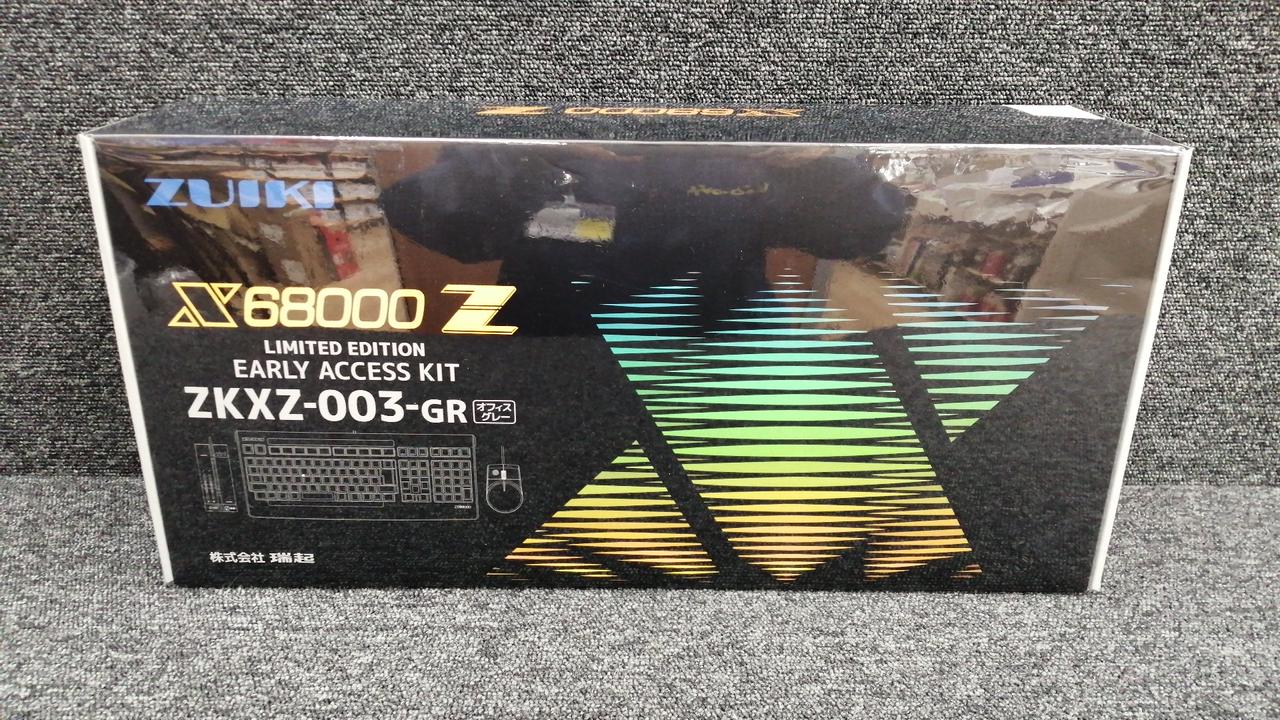 X68000 Z
ZUIKI
X68000 Z
LIMITED EDITION
EARLY ACCESS KIT
ZKXZ-003-GR オフィス
グレー
株式会社 瑞起